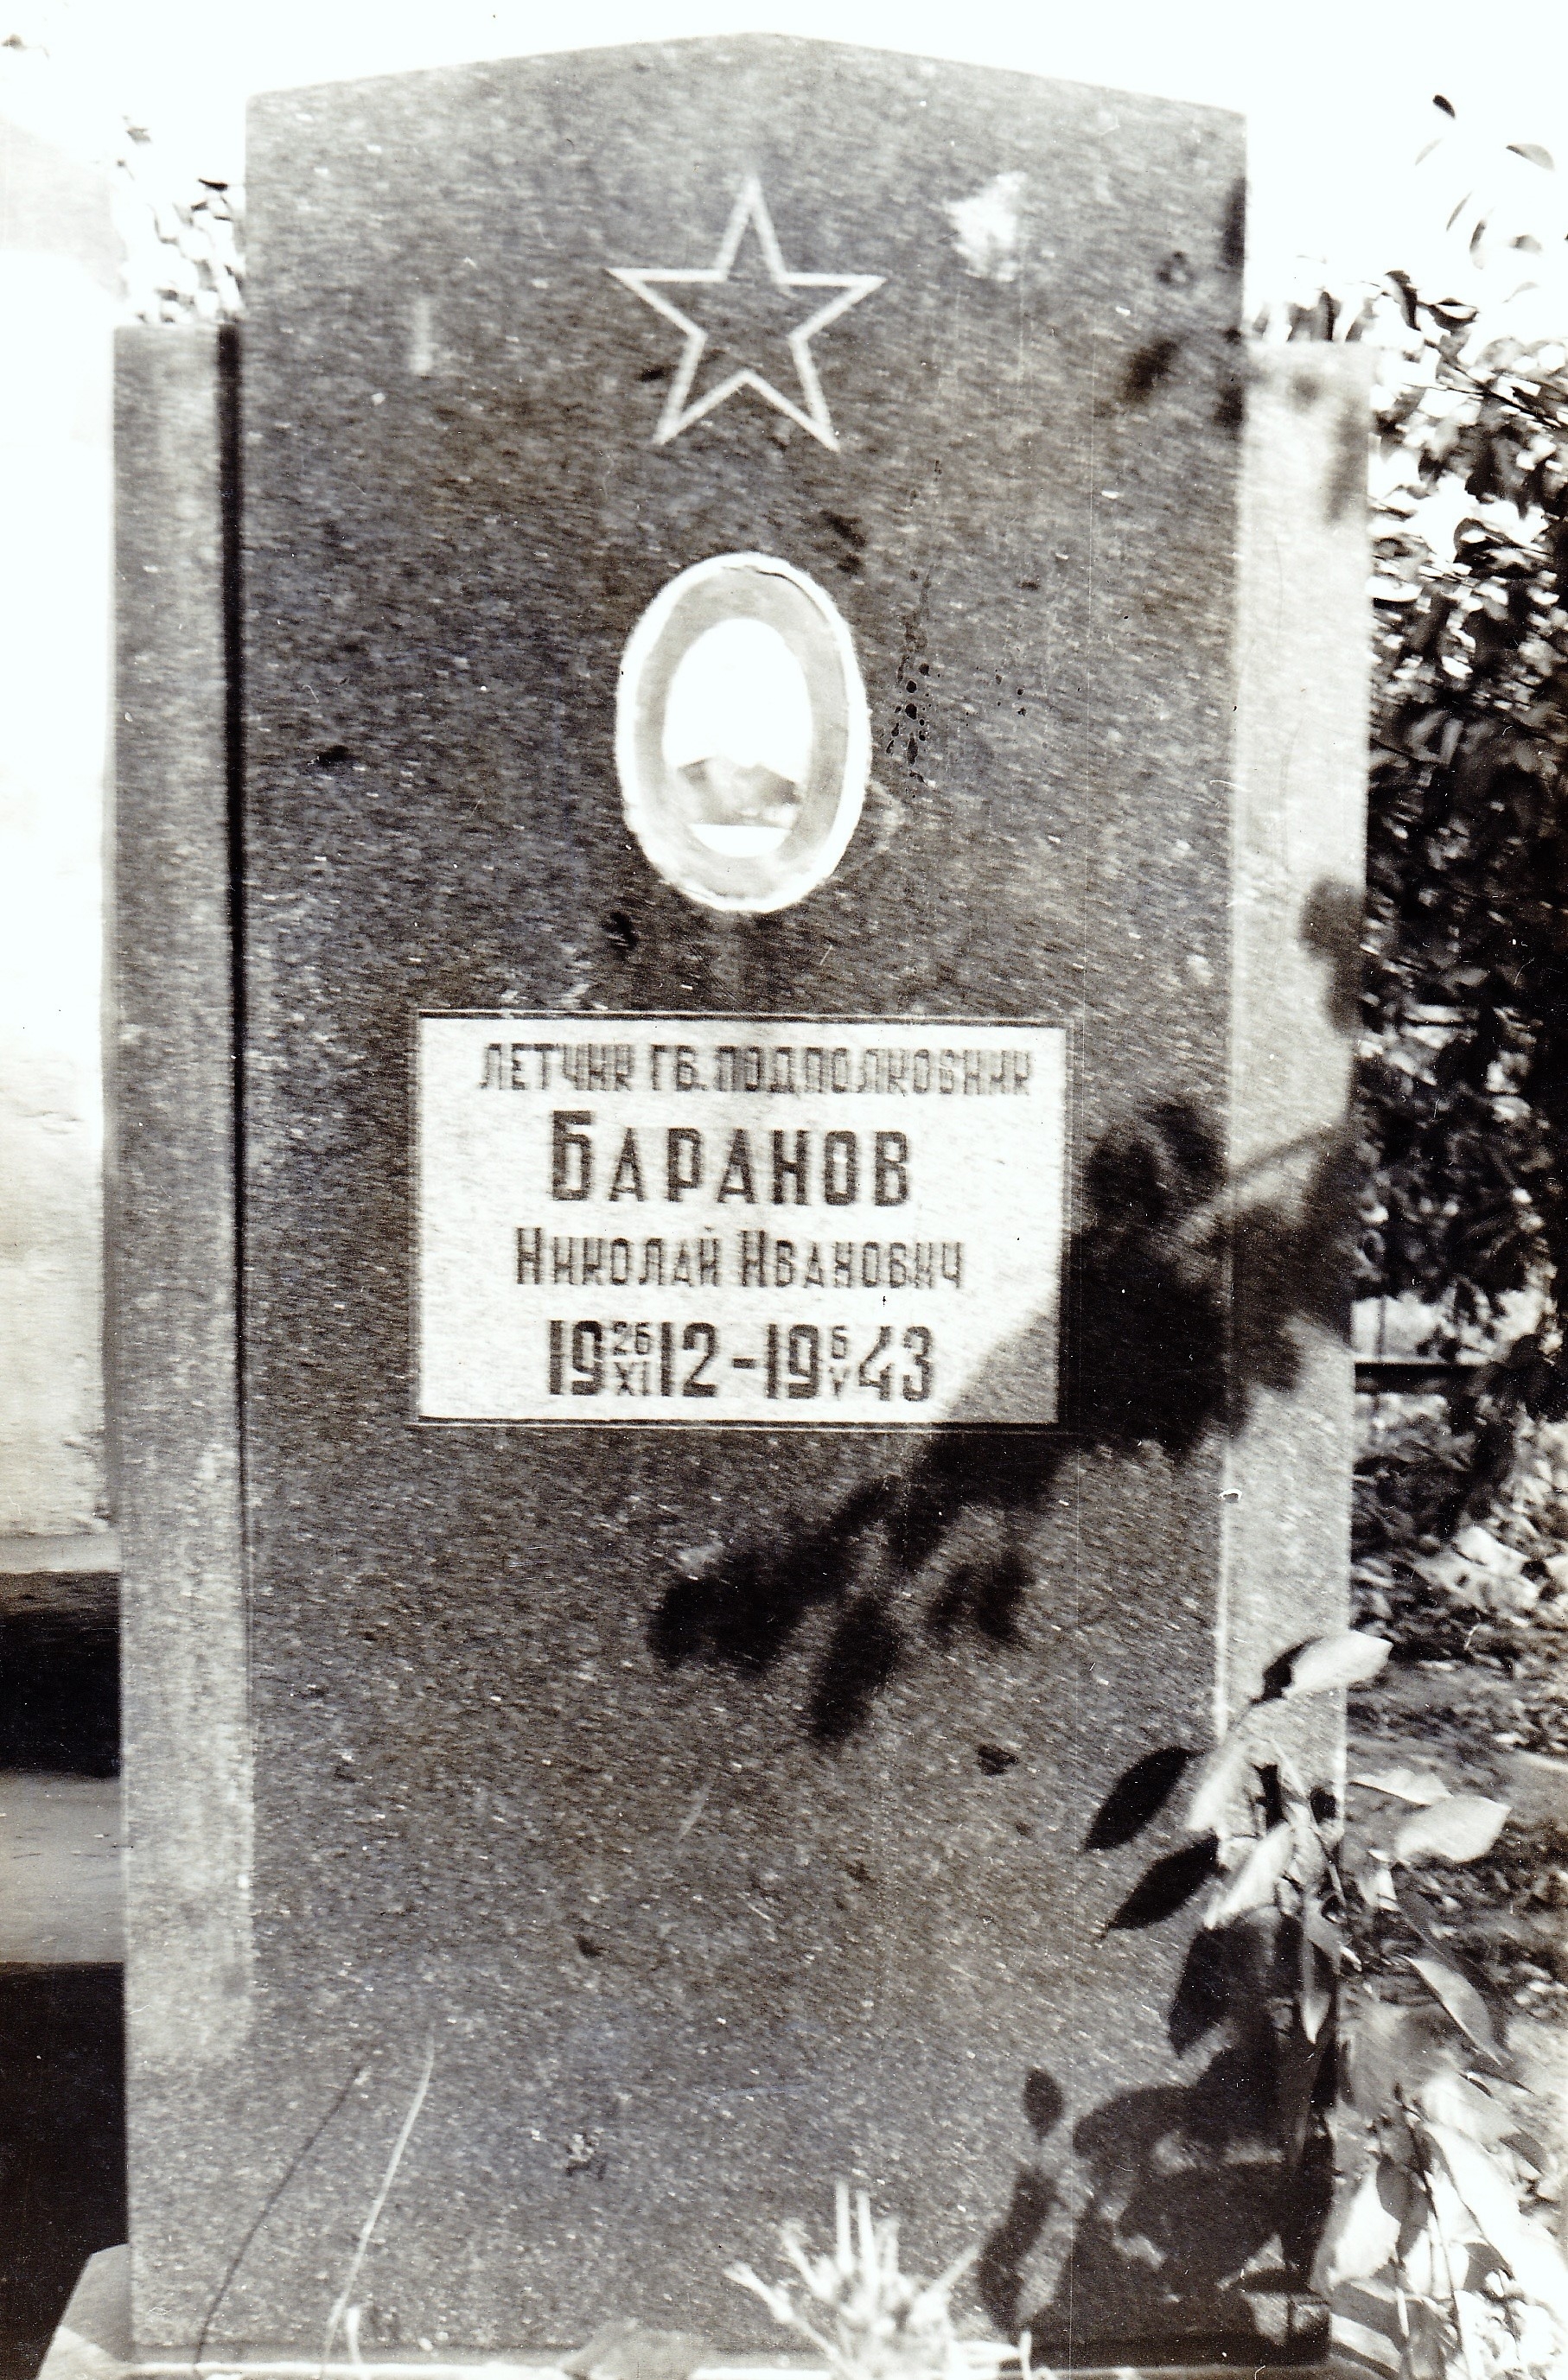 ЛЕТЧИК ГВ. ПОДПОЛКОВНИК
БАРАНОВ
НИКОЛАЙ ИВАНОВИЧ
19 26/XI 12 - 19 6/V 43